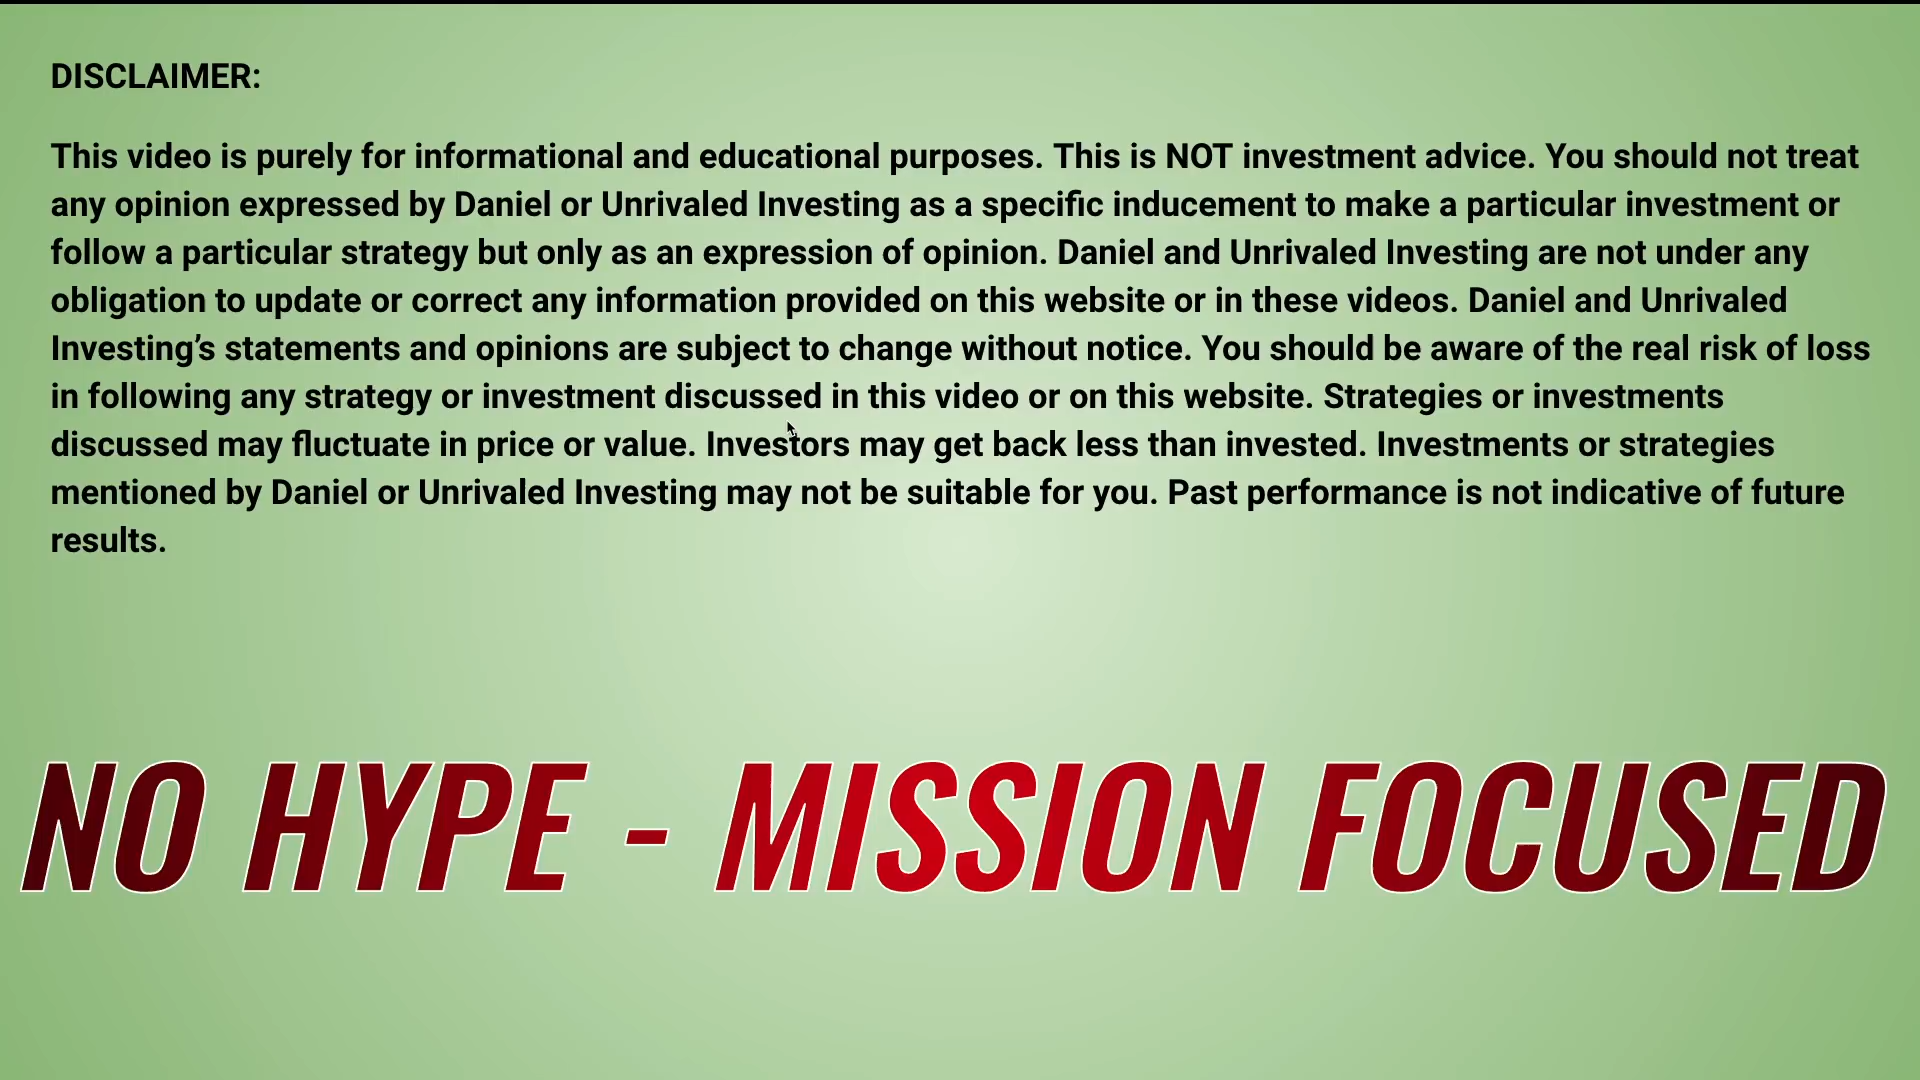 DISCLAIMER:
This video is purely for informational and educational purposes. This is NOT investment advice. You should not treat
any opinion expressed by Daniel or Unrivaled Investing as a specific inducement to make a particular investment or
follow a particular strategy but only as an expression of opinion. Daniel and Unrivaled Investing are not under any
obligation to update or correct any information provided on this website or in these videos. Daniel and Unrivaled
Investing’s statements and opinions are subject to change without notice. You should be aware of the real risk of loss
in following any strategy or investment discussed in this video or on this website. Strategies or investments
discussed may fluctuate in price or value. Investors may get back less than invested. Investments or strategies
mentioned by Daniel or Unrivaled Investing may not be suitable for you. Past performance is not indicative of future
results.
NO HYPE - MISSION FOCUSED